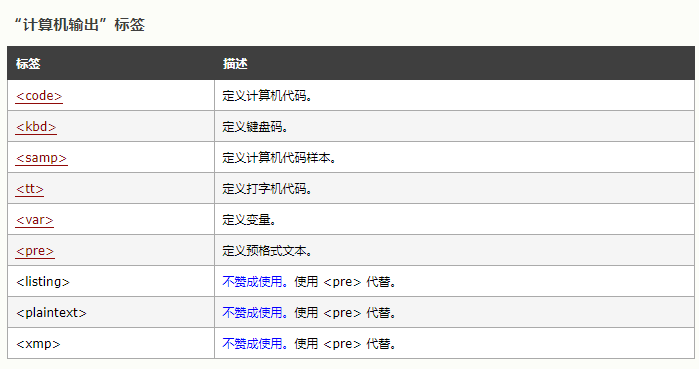 “计算机输出”标签
标签 描述
<code> 定义计算机代码。
<kbd> 定义键盘码。
<samp> 定义计算机代码样本。
<tt> 定义打字机代码。
<var> 定义变量。
<pre> 定义预格式文本。
<listing> 不赞成使用。使用 <pre> 代替。
<plaintext> 不赞成使用。使用 <pre> 代替。
<xmp> 不赞成使用。使用 <pre> 代替。